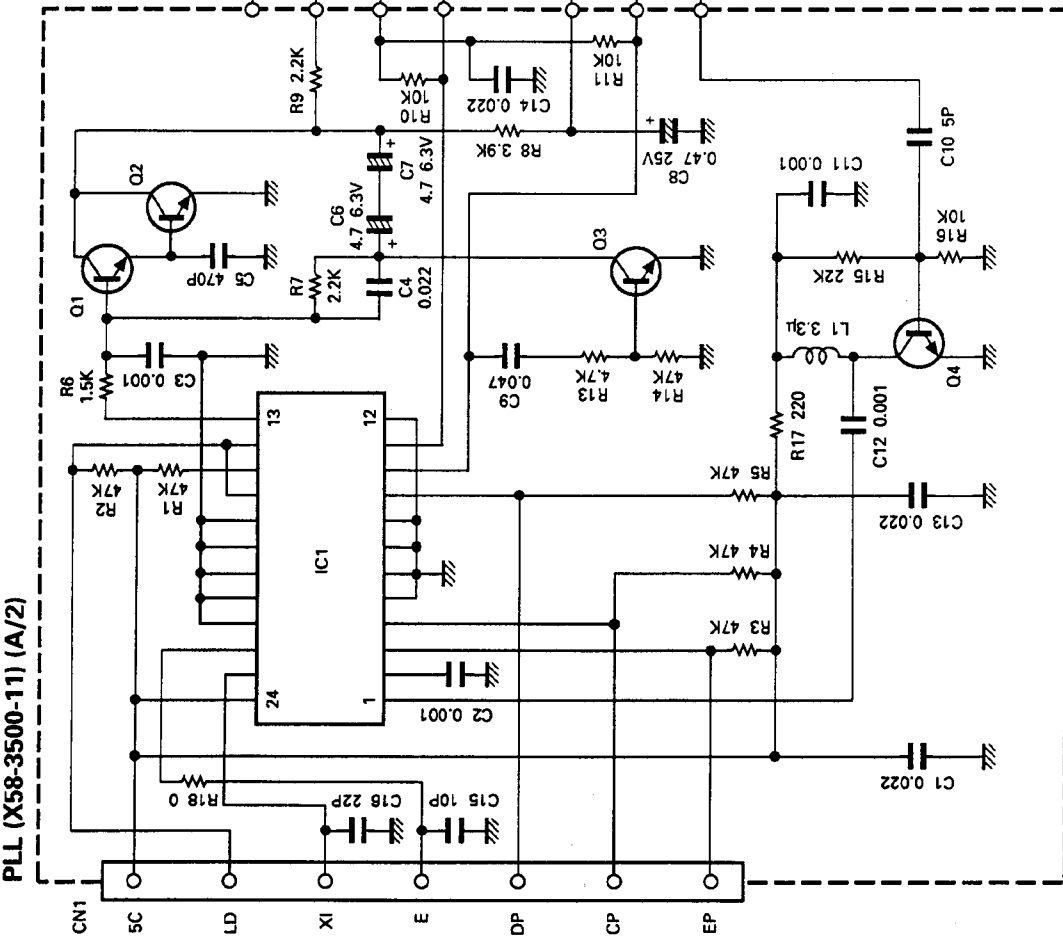 PLL (X58-3500-11) (A/2)
R9 2.2K
R10
10K
C14 0.022
R11
10K
Q2
Q1
C5 470P
R8 3.9K
C7
4.7 6.3V
C6
4.7 6.3V
+
+
+
C8
0.47 25V
C10 5P
C11 0.001
R16
10K
R15 22K
R7
2.2K
C4
0.022
Q3
L1 3.3μ
Q4
R6
1.5K
C3 0.001
C9
0.047
R13
4.7K
R14
47K
R17 220
C12 0.001
13
12
R2
47K
R1
47K
IC1
R5 47K
C13 0.022
R4 47K
R3 47K
24
1
C2 0.001
R18 0
C16 22P
C15 10P
C1 0.022
CN1
5C
LD
XI
E
DP
CP
EP